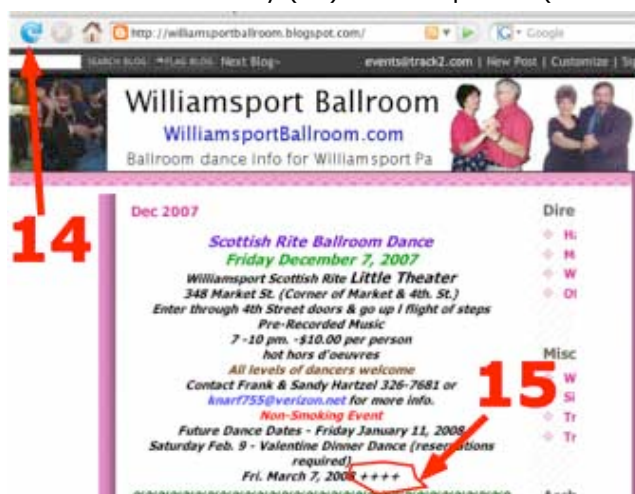 http://williamsportballroom.blogspot.com/
Google
SEARCH BLOG FLAG BLOG Next Blog»
events@track2.com | New Post | Customize |
Williamsport Ballroom
WilliamsportBallroom.com
Ballroom dance info for Williamsport Pa
14
Dec 2007
Scottish Rite Ballroom Dance
Friday December 7, 2007
Williamsport Scottish Rite Little Theater
348 Market St. (Corner of Market & 4th. St.)
Enter through 4th Street doors & go up I flight of steps
Pre-Recorded Music
7 -10 pm. -$10.00 per person
hot hors d'oeuvres
All levels of dancers welcome
Contact Frank & Sandy Hartzel 326-7681 or
knarf755@verizon.net for more info.
Non-Smoking Event
Future Dance Dates - Friday January 11, 2008
Saturday Feb. 9 - Valentine Dinner Dance (reservations
required)
Fri. March 7, 2008 ++++
Dire
H
M
W
Ol
Misc
15
W
Si
Tr
Tr